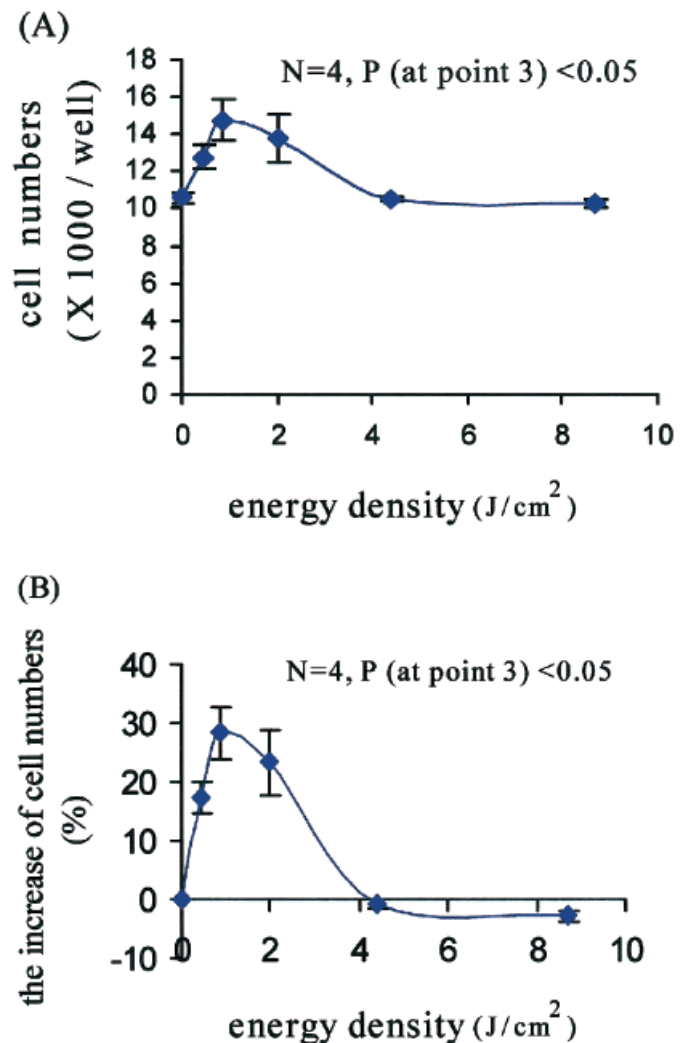 (A)
N=4, P (at point 3) <0.05
cell numbers
( X 1000 / well)
18
16
14
12
10
8
6
4
2
0
0 2 4 6 8 10
energy density (J/cm²)
(B)
N=4, P (at point 3) <0.05
the increase of cell numbers
(%)
40
30
20
10
0
-10
0 2 4 6 8 10
energy density (J/cm²)